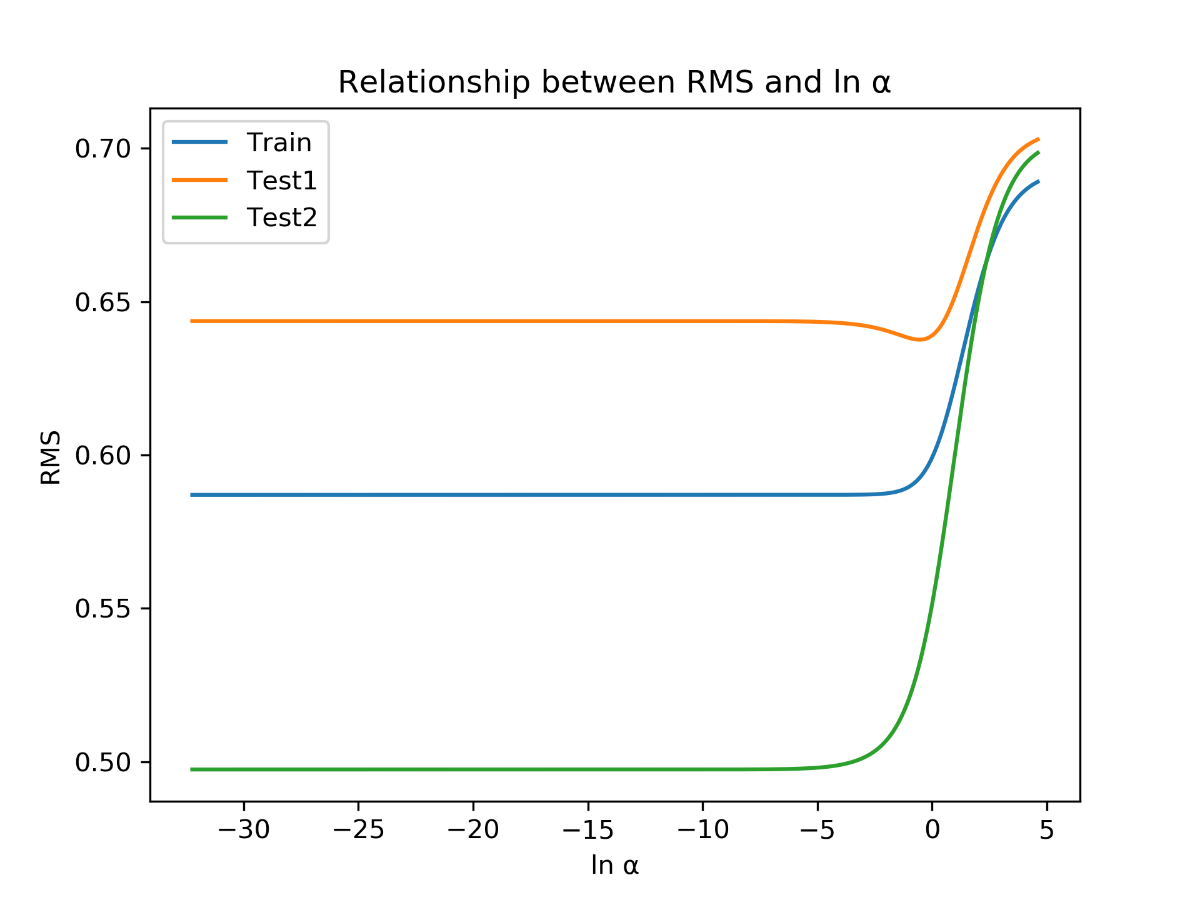 Relationship between RMS and ln α
Train
Test1
Test2
0.70
0.65
0.60
0.55
0.50
RMS
−30 −25 −20 −15 −10 −5 0 5
ln α